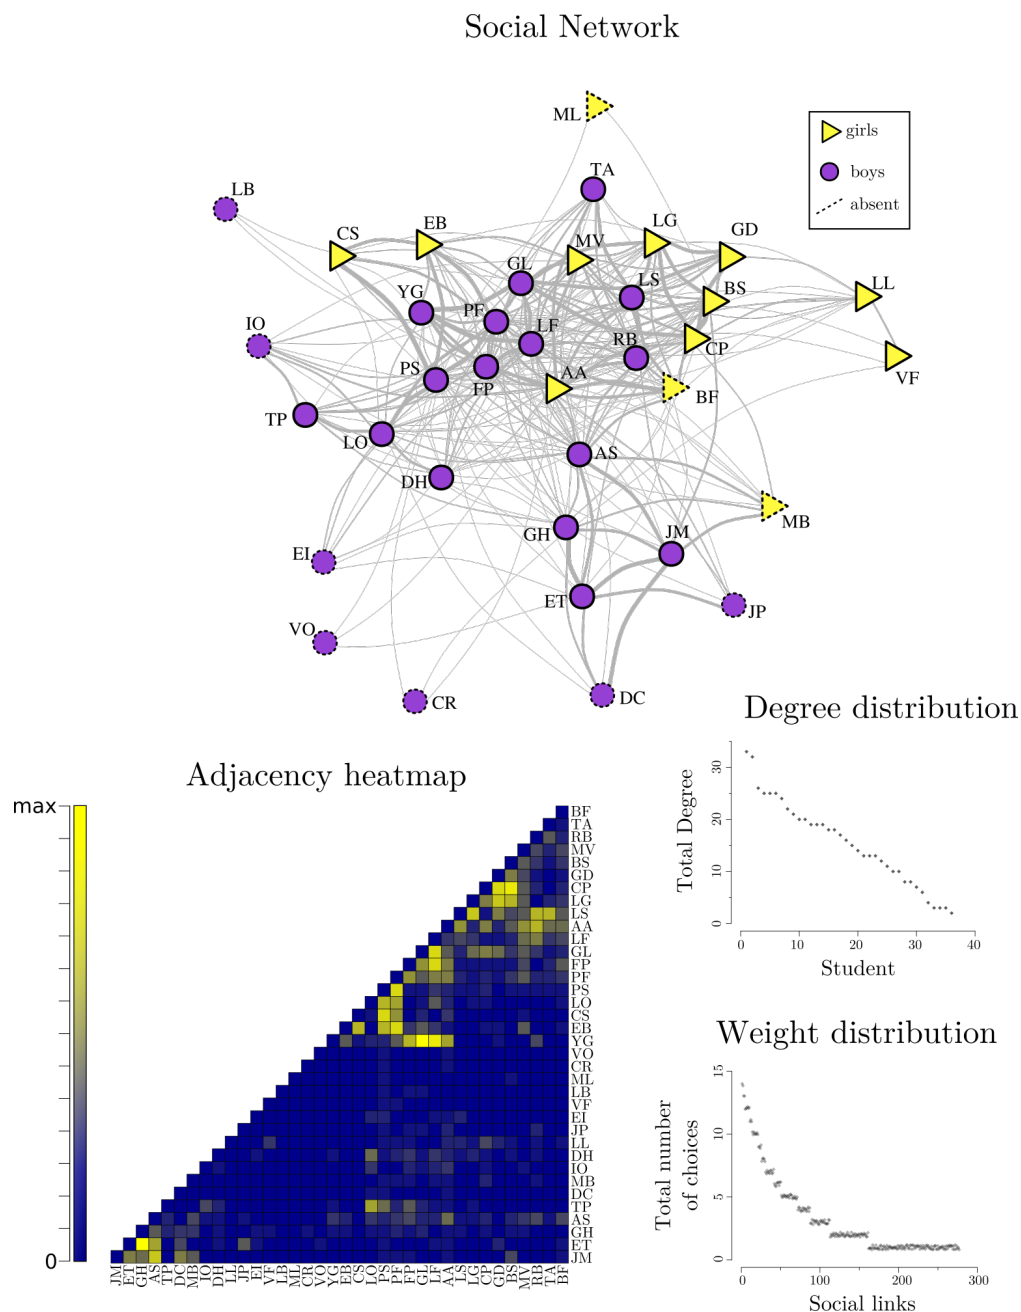 Social Network
ML
girls
boys
absent
TA
LB
CS
EB
LG
GD
MV
GL
LS
BS
LL
YG
PF
LF
RB
IO
CP
VF
PS
FP
AA
BF
TP
LO
AS
DH
MB
GH
JM
EI
ET
JP
VO
CR
DC
Adjacency heatmap
max
0
BF
TA
RB
MV
BS
GD
CP
LG
LS
AA
LF
GL
FP
PF
PS
LO
CS
EB
YG
VO
CR
ML
LB
VF
EI
JP
LL
DH
IO
MB
DC
TP
AS
GH
ET
JM
JM ET GH AS TP DC MB IO DH LL JP EI VF LB ML CR VO YG EB CS LO PS PF FP GL LF AA LS LG CP GD BS MV RB TA BF
Degree distribution
Total Degree
0 10 20 30
0 10 20 30 40
Student
Weight distribution
Total number
of choices
0 5 10 15
0 100 200 300
Social links